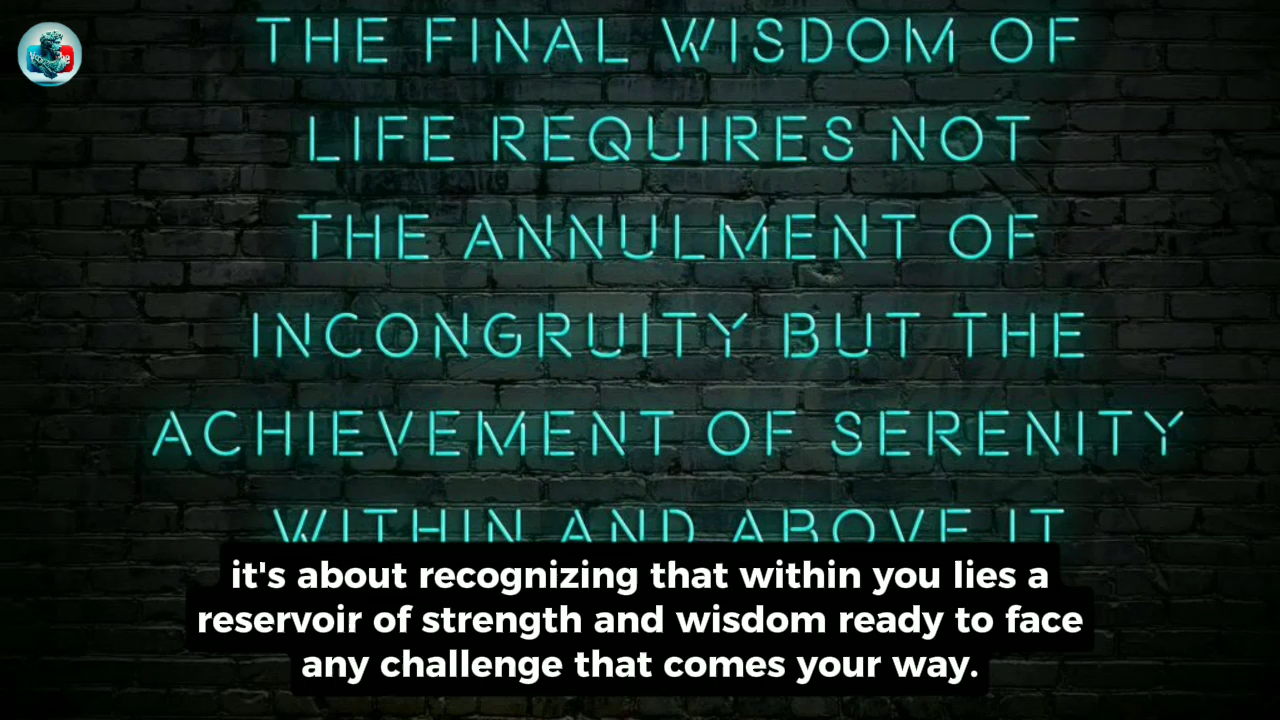 THE FINAL WISDOM OF
LIFE REQUIRES NOT
THE ANNULMENT OF
INCONGRUITY BUT THE
ACHIEVEMENT OF SERENITY
WITHIN AND ABOVE IT
it's about recognizing that within you lies a
reservoir of strength and wisdom ready to face
any challenge that comes your way.